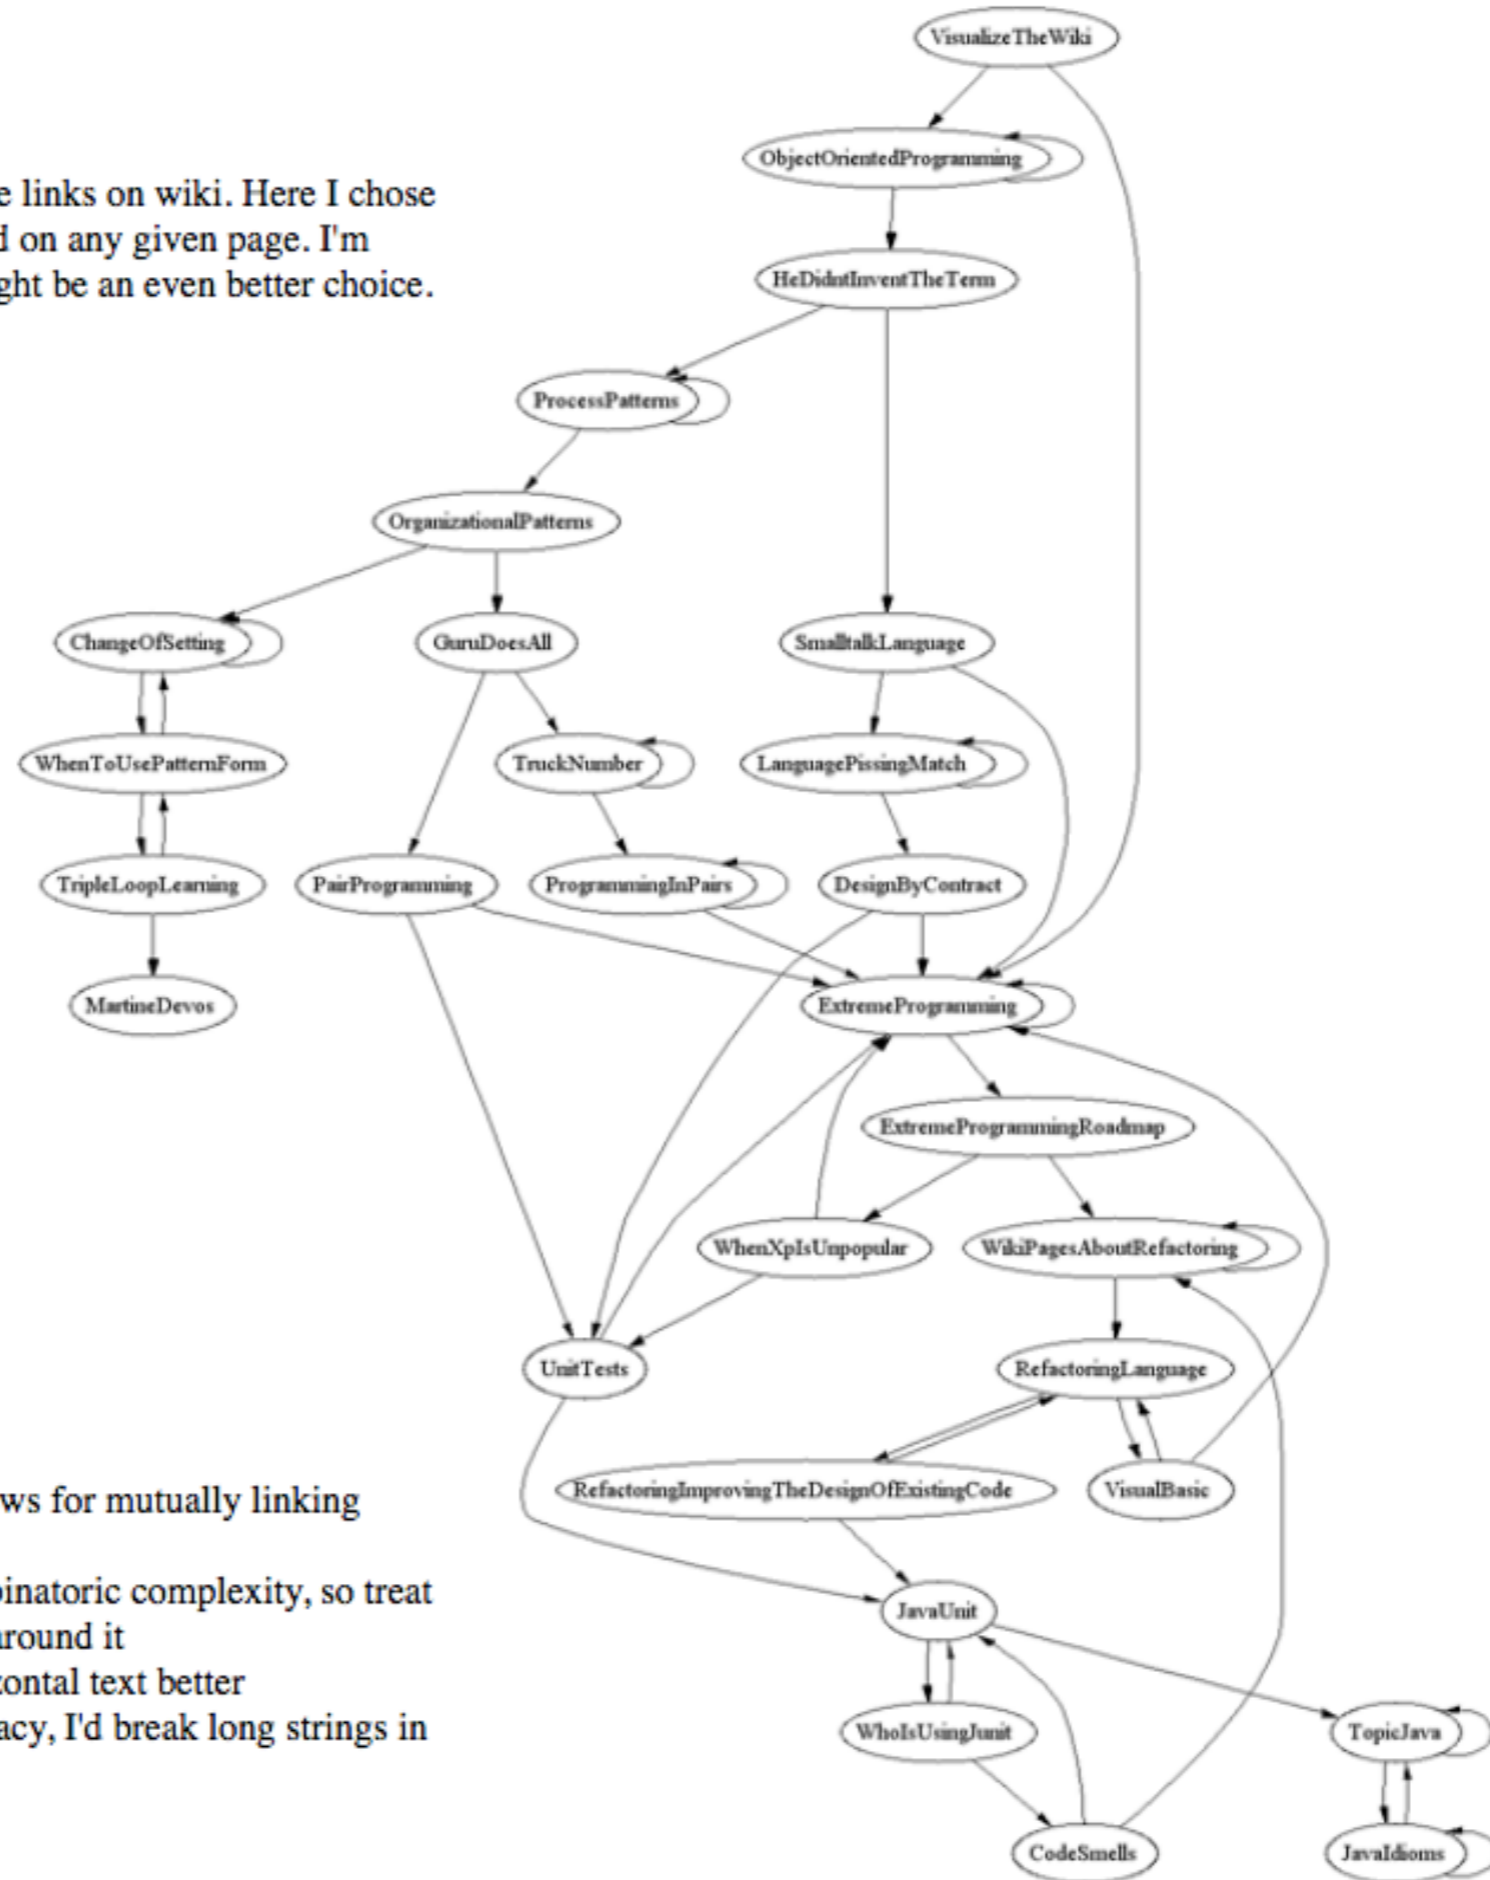 VisualizeTheWiki
ObjectOrientedProgramming
e links on wiki. Here I chose
d on any given page. I'm
HeDidntInventTheTerm
ght be an even better choice.
ProcessPatterns
OrganizationalPatterns
ChangeOfSetting
GuruDoesAll
SmalltalkLanguage
WhenToUsePatternForm
TruckNumber
LanguagePissingMatch
TripleLoopLearning
PairProgramming
ProgrammingInPairs
DesignByContract
MartineDevos
ExtremeProgramming
ExtremeProgrammingRoadmap
WhenXpIsUnpopular
WikiPagesAboutRefactoring
UnitTests
RefactoringLanguage
RefactoringImprovingTheDesignOfExistingCode
VisualBasic
ws for mutually linking
inatoric complexity, so treat
JavaUnit
around it
contal text better
acy, I'd break long strings in
WhoIsUsingJunit
TopicJava
CodeSmells
JavaIdioms